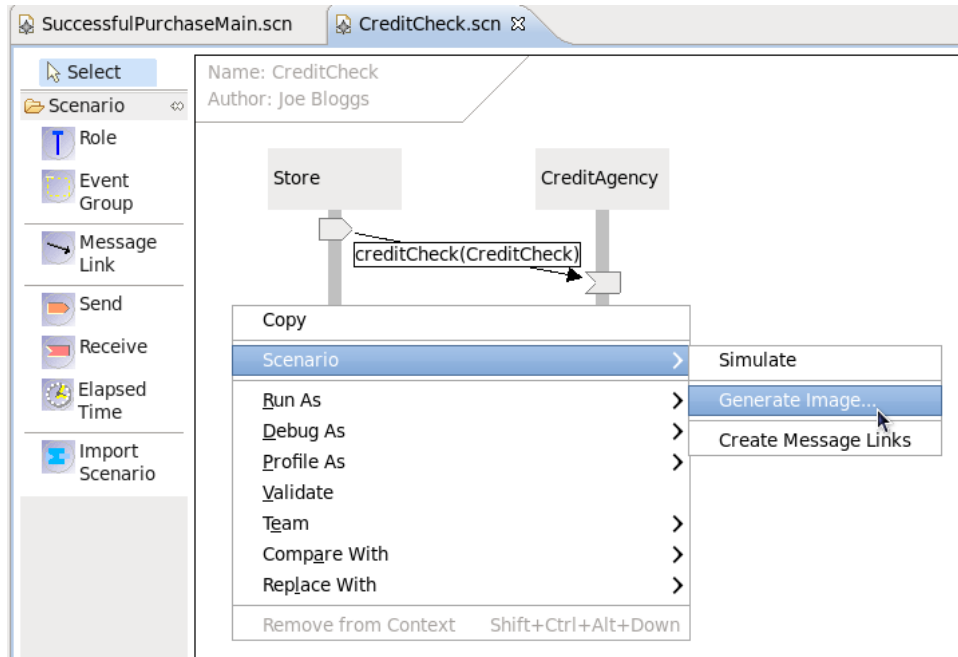 SuccessfulPurchaseMain.scn
CreditCheck.scn
Select
Scenario
Role
Event
Group
Message
Link
Send
Receive
Elapsed
Time
Import
Scenario
Name: CreditCheck
Author: Joe Bloggs
Store
CreditAgency
creditCheck(CreditCheck)
Copy
Scenario
Run As
Debug As
Profile As
Validate
Team
Compare With
Replace With
Remove from Context Shift+Ctrl+Alt+Down
Simulate
Generate Image...
Create Message Links